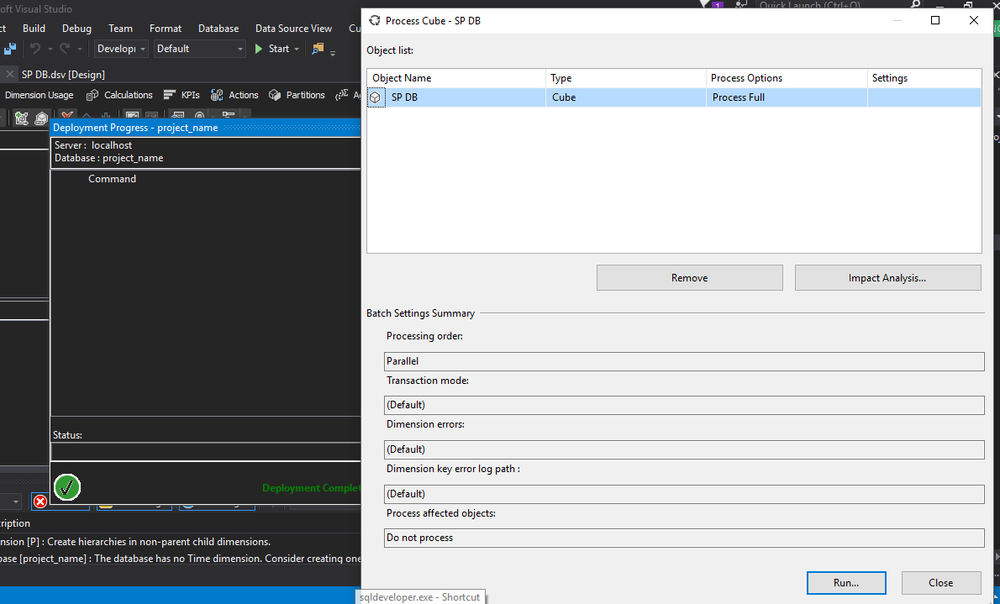 soft Visual Studio
1
Quick Launch (Ctrl+Q)
ct Build Debug Team Format Database Data Source View Cu
Developı Default Start
SP DB.dsv [Design]
Dimension Usage Calculations KPIs Actions Partitions Ag
Deployment Progress - project_name
Server : localhost
Database : project_name
Command
Status:
Deployment Complet
cription
nsion [P] : Create hierarchies in non-parent child dimensions.
base [project_name] : The database has no Time dimension. Consider creating one
Process Cube - SP DB
Object list:
Object Name Type Process Options Settings
SP DB Cube Process Full
Remove Impact Analysis...
Batch Settings Summary
Processing order:
Parallel
Transaction mode:
(Default)
Dimension errors:
(Default)
Dimension key error log path :
(Default)
Process affected objects:
Do not process
Run... Close
sqldeveloper.exe - Shortcut